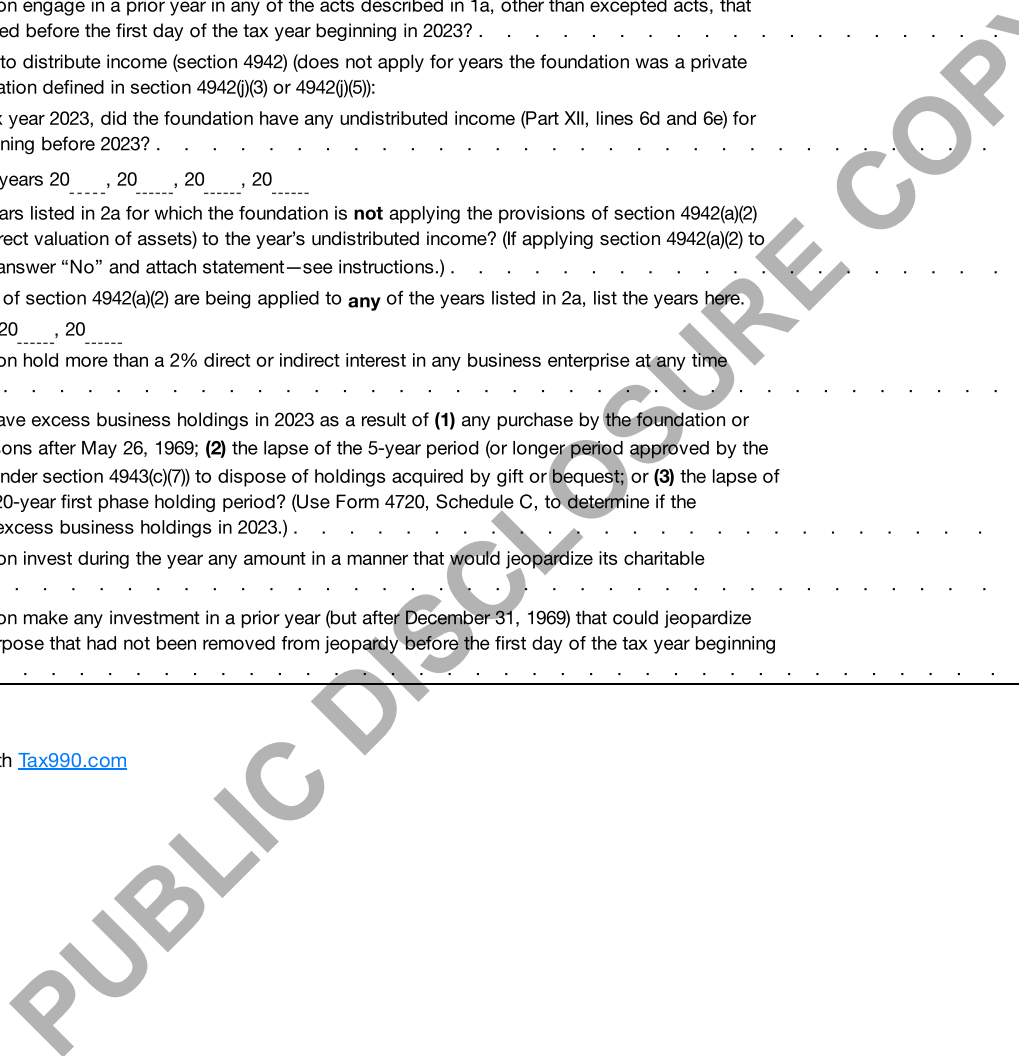 on engage in a prior year in any of the acts described in 1a, other than excepted acts, that
ed before the first day of the tax year beginning in 2023? . . . . . . . . . . . . . . . . . . .
to distribute income (section 4942) (does not apply for years the foundation was a private
ation defined in section 4942(j)(3) or 4942(j)(5)):
x year 2023, did the foundation have any undistributed income (Part XII, lines 6d and 6e) for
ning before 2023? . . . . . . . . . . . . . . . . . . . . . . . . . . . . . .
years 20_____, 20______, 20______, 20______
ars listed in 2a for which the foundation is not applying the provisions of section 4942(a)(2)
rect valuation of assets) to the year’s undistributed income? (If applying section 4942(a)(2) to
answer “No” and attach statement—see instructions.) . . . . . . . . . . . . . . . . . . . .
of section 4942(a)(2) are being applied to any of the years listed in 2a, list the years here.
20______, 20______
on hold more than a 2% direct or indirect interest in any business enterprise at any time
. . . . . . . . . . . . . . . . . . . . . . . . . . . . . . . . . . . .
ave excess business holdings in 2023 as a result of (1) any purchase by the foundation or
sons after May 26, 1969; (2) the lapse of the 5-year period (or longer period approved by the
nder section 4943(c)(7)) to dispose of holdings acquired by gift or bequest; or (3) the lapse of
20-year first phase holding period? (Use Form 4720, Schedule C, to determine if the
excess business holdings in 2023.) . . . . . . . . . . . . . . . . . . . . . . . . .
on invest during the year any amount in a manner that would jeopardize its charitable
. . . . . . . . . . . . . . . . . . . . . . . . . . . . . . . . . . .
on make any investment in a prior year (but after December 31, 1969) that could jeopardize
rpose that had not been removed from jeopardy before the first day of the tax year beginning
. . . . . . . . . . . . . . . . . . . . . . . . . . . . . . . . . . .
th Tax990.com
PUBLIC DISCLOSURE COPY